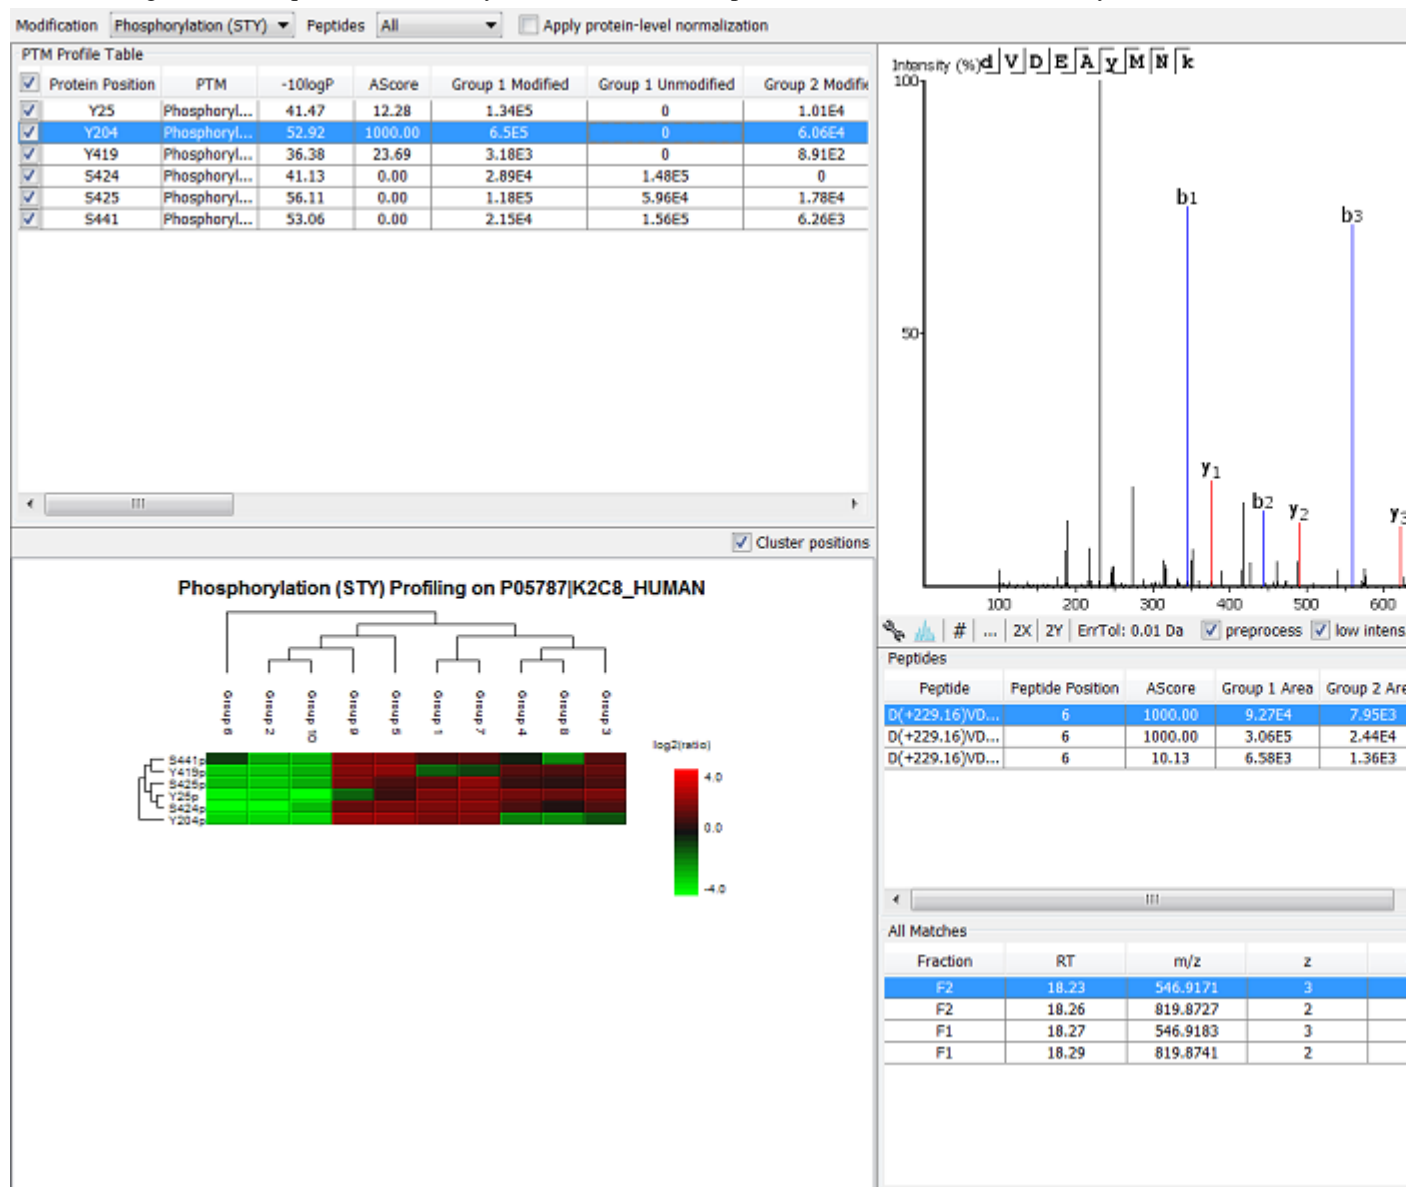 Modification Phosphorylation (STY) Peptides All Apply protein-level normalization
PTM Profile Table
Protein Position PTM -10logP AScore Group 1 Modified Group 1 Unmodified Group 2 Modifie
Y25 Phosphoryl... 41.47 12.28 1.34E5 0 1.01E4
Y204 Phosphoryl... 52.92 1000.00 6.5E5 0 6.06E4
Y419 Phosphoryl... 36.38 23.69 3.18E3 0 8.91E2
S424 Phosphoryl... 41.13 0.00 2.89E4 1.48E5 0
S425 Phosphoryl... 56.11 0.00 1.18E5 5.96E4 1.78E4
S441 Phosphoryl... 53.06 0.00 2.15E4 1.56E5 6.26E3
Cluster positions
Phosphorylation (STY) Profiling on P05787|K2C8_HUMAN
Group 6 Group 2 Group 10 Group 9 Group 5 Group 1 Group 7 Group 4 Group 8 Group 3
S441p
Y419p
S425p
Y25p
S424p
Y204p
log2(ratio)
4.0
0.0
-4.0
Intensity (%) d V D E A y M N k
100
50
b1
b3
y1
b2
y2
y3
100 200 300 400 500 600
# ... 2X 2Y ErrTol: 0.01 Da preprocess low intens
Peptides
Peptide Peptide Position AScore Group 1 Area Group 2 Are
D(+229.16)VD... 6 1000.00 9.27E4 7.95E3
D(+229.16)VD... 6 1000.00 3.06E5 2.44E4
D(+229.16)VD... 6 10.13 6.58E3 1.36E3
All Matches
Fraction RT m/z z
F2 18.23 546.9171 3
F2 18.26 819.8727 2
F1 18.27 546.9183 3
F1 18.29 819.8741 2